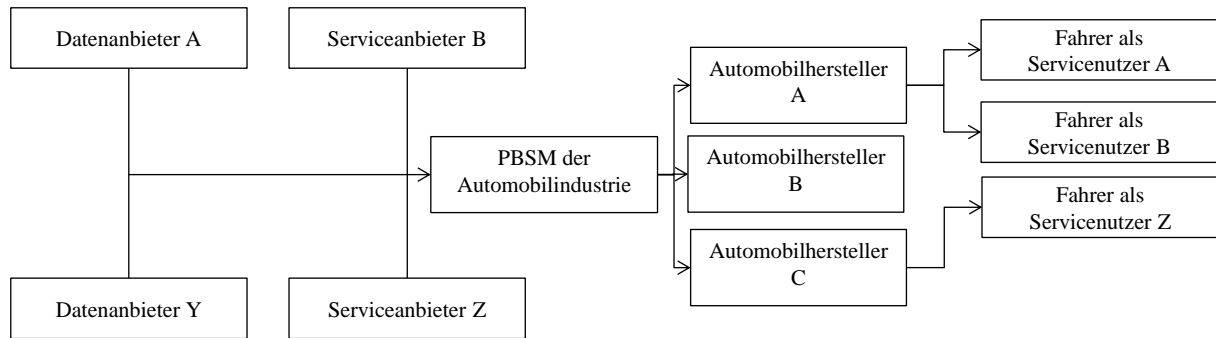 Datenanbieter A
Serviceanbieter B
Datenanbieter Y
Serviceanbieter Z
PBSM der
Automobilindustrie
Automobilhersteller
A
Automobilhersteller
B
Automobilhersteller
C
Fahrer als
Servicenutzer A
Fahrer als
Servicenutzer B
Fahrer als
Servicenutzer Z